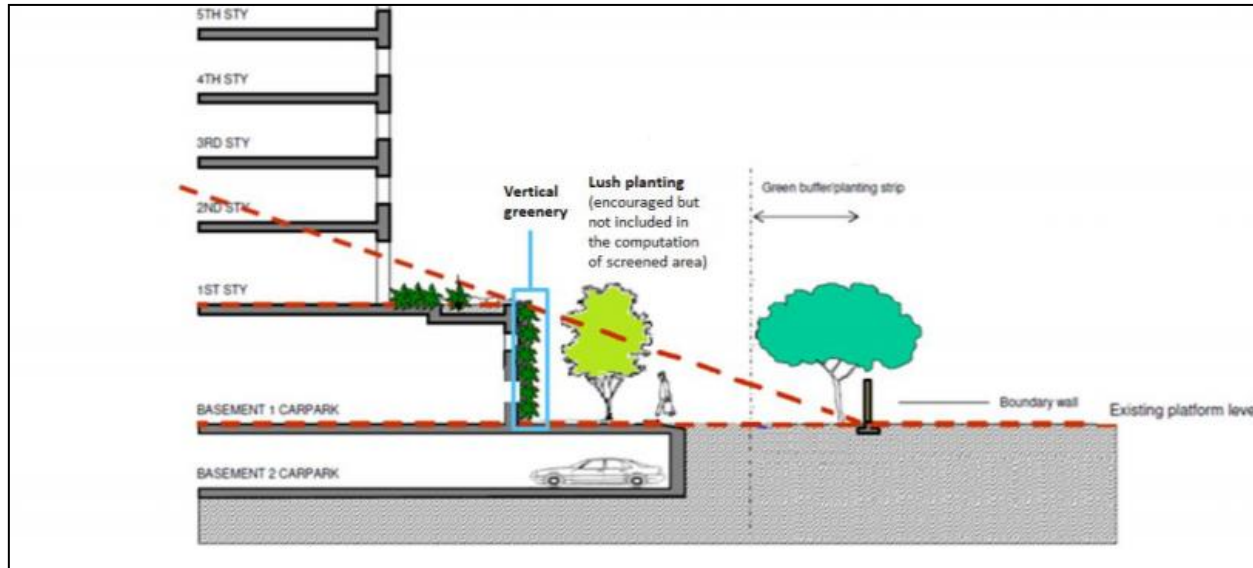 5TH STY
4TH STY
3RD STY
2ND STY
1ST STY
BASEMENT 1 CARPARK
BASEMENT 2 CARPARK
Vertical
greenery
Lush planting
(encouraged but
not included in
the computation
of screened area)
Green buffer/planting strip
Boundary wall
Existing platform leve